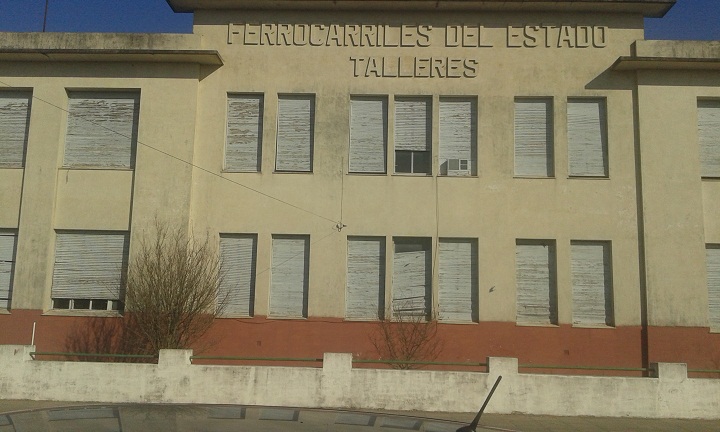 FERROCARRILES DEL ESTADO
TALLERES